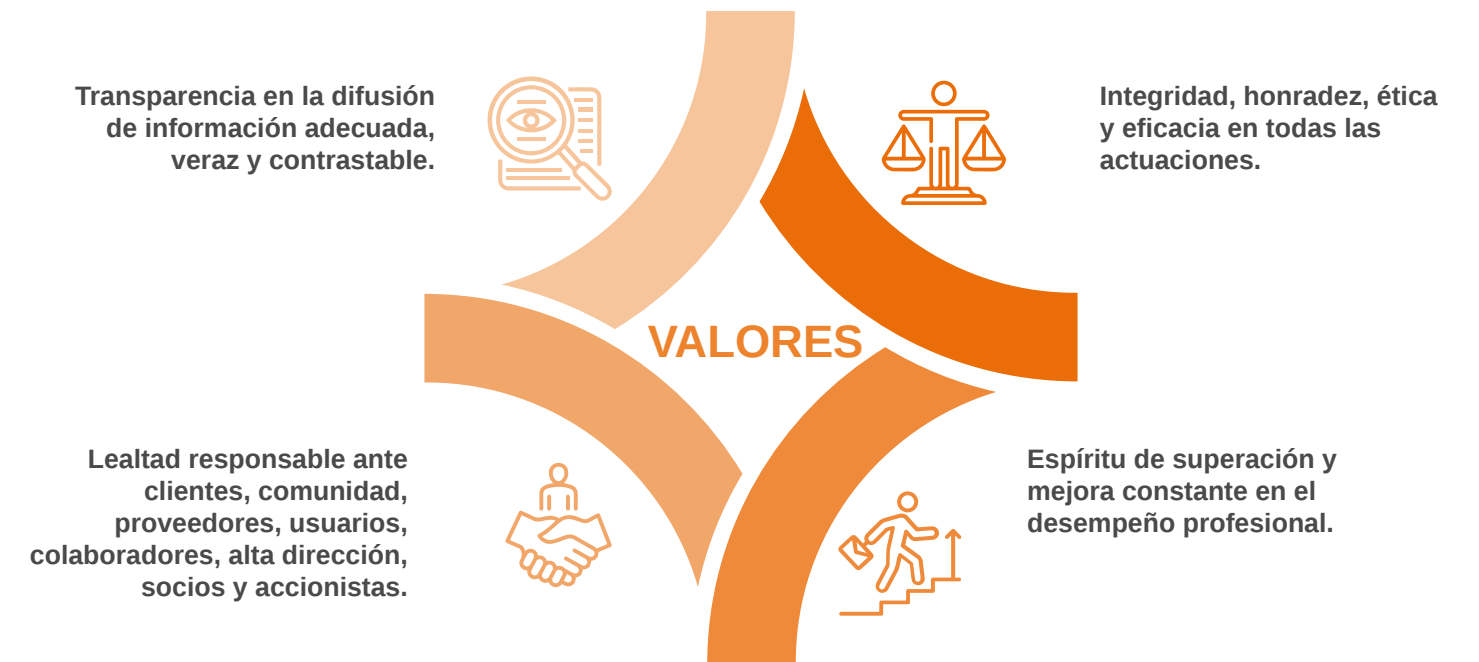 Transparencia en la difusión
de información adecuada,
veraz y contrastable.
Integridad, honradez, ética
y eficacia en todas las
actuaciones.
VALORES
Lealtad responsable ante
clientes, comunidad,
proveedores, usuarios,
colaboradores, alta dirección,
socios y accionistas.
Espíritu de superación y
mejora constante en el
desempeño profesional.